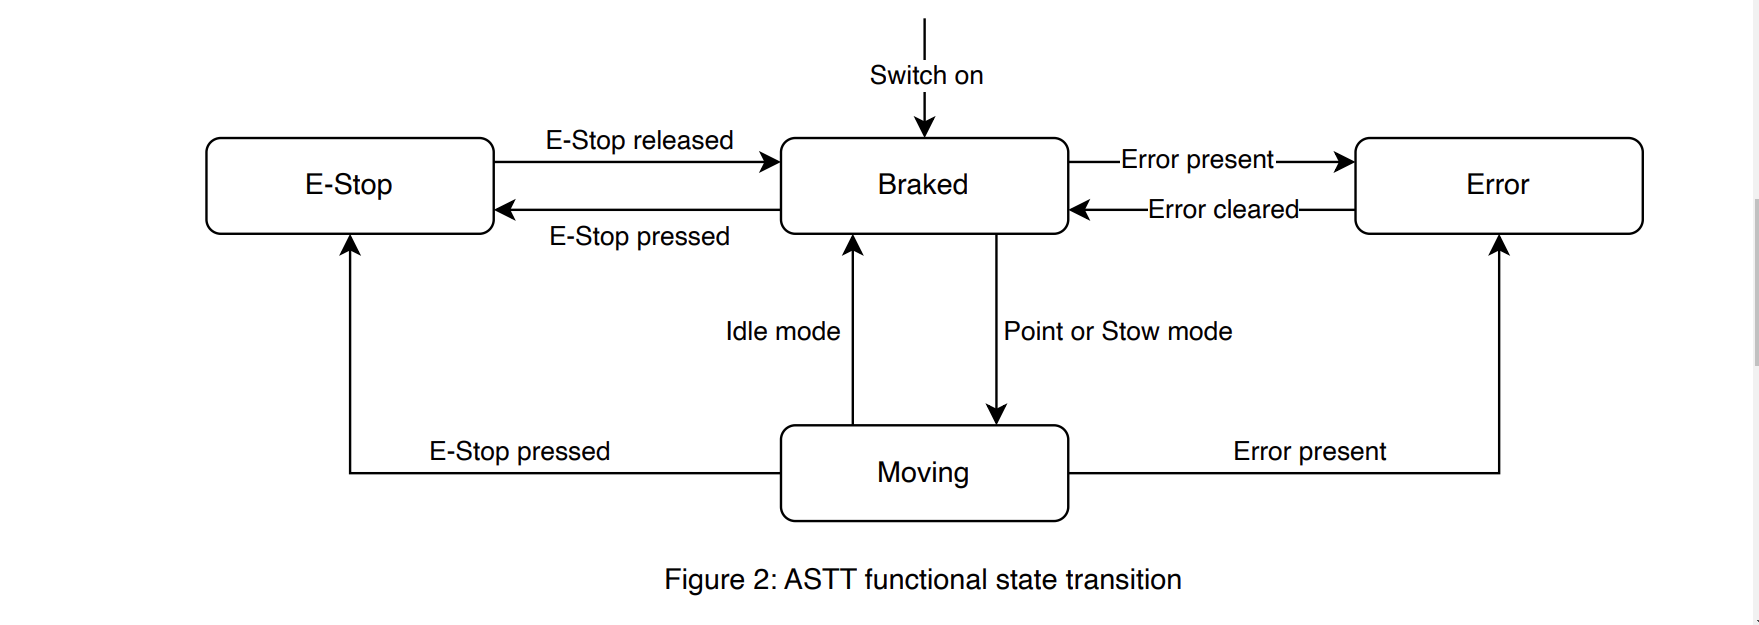 Switch on
E-Stop released
E-Stop
Braked
Error present
Error
Error cleared
E-Stop pressed
Idle mode
Point or Stow mode
E-Stop pressed
Moving
Error present
Figure 2: ASTT functional state transition